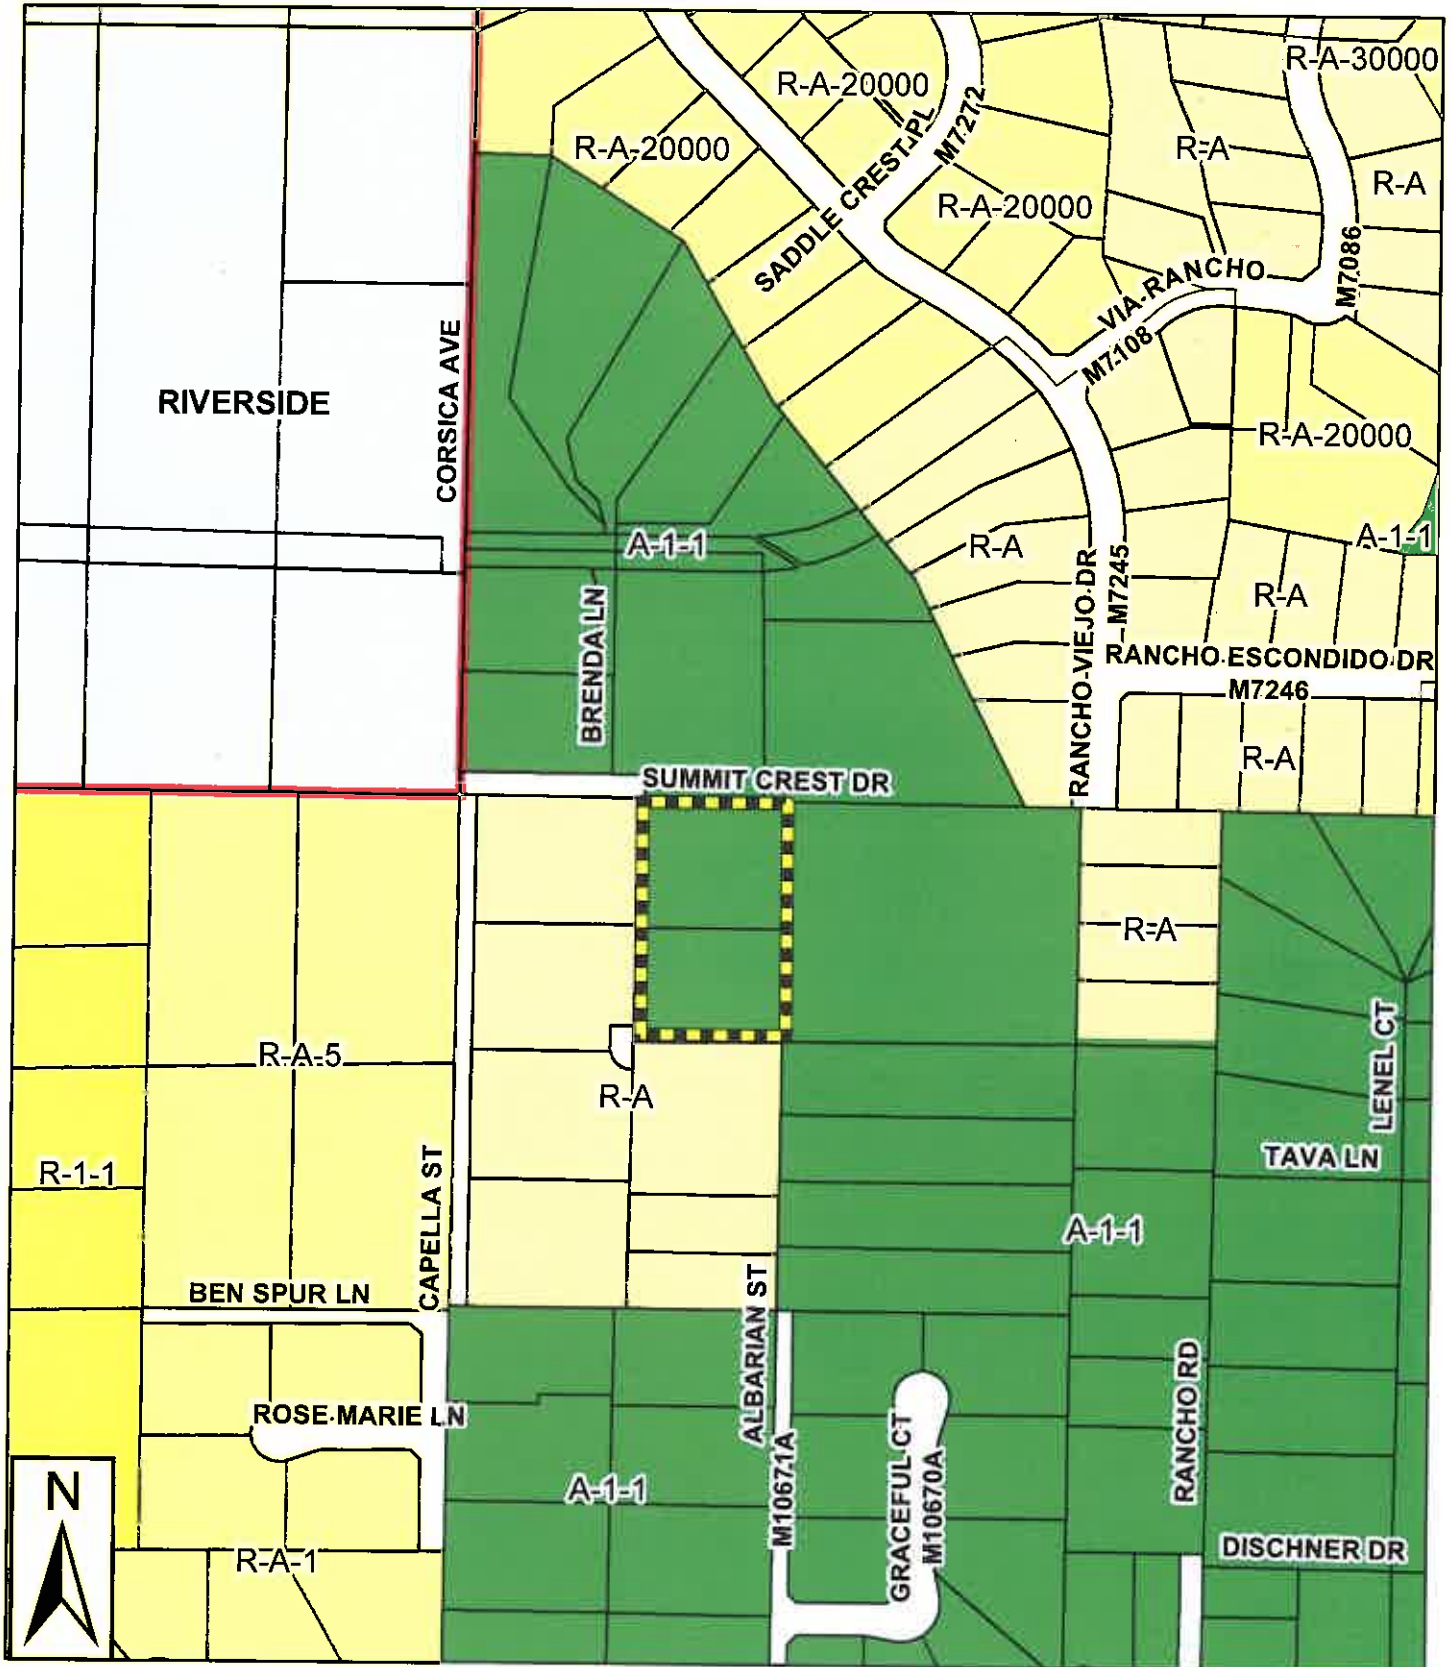 R-A-30000
R-A-20000
R-A-20000
R-A
R-A
SADDLE CREST PL
M7272
R-A-20000
M7086
VIA RANCHO
M7108
RIVERSIDE
CORSICA AVE
R-A-20000
A-1-1
R-A
A-1-1
R-A
BRENDA LN
RANCHO VIEJO DR
M7245
RANCHO ESCONDIDO DR
M7246
R-A
SUMMIT CREST DR
R-A
R-A-5
R-A
LENEL CT
R-1-1
TAVA LN
CAPELLA ST
A-1-1
BEN SPUR LN
ALBARIAN ST
M10671A
ROSE MARIE LN
GRACEFUL CT
M10670A
RANCHO RD
A-1-1
N
R-A-1
DISCHNER DR